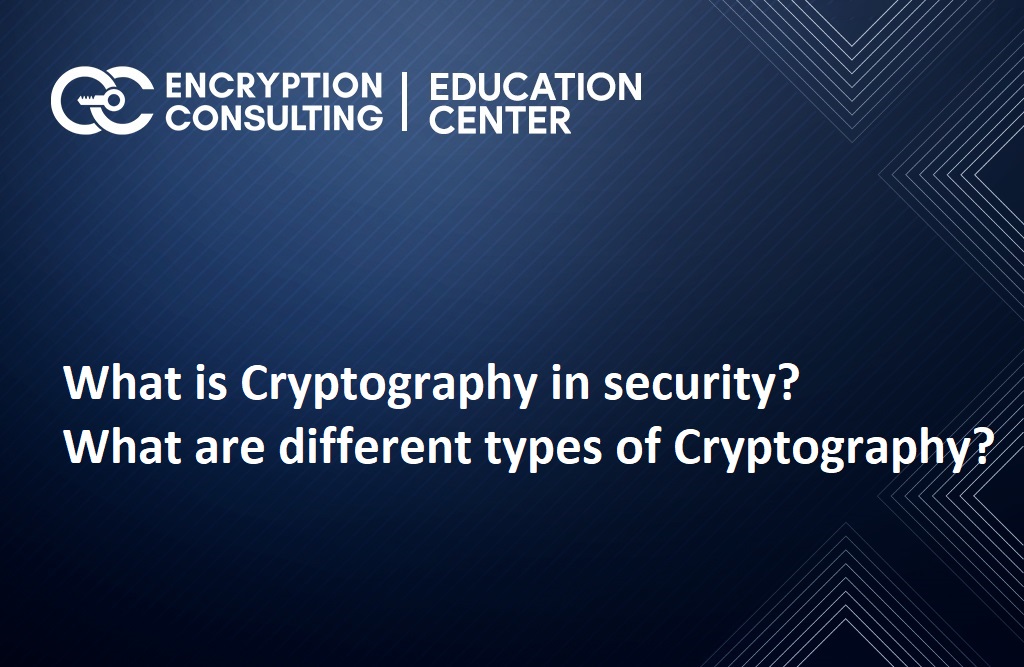 ENCRYPTION
CONSULTING
EDUCATION
CENTER
What is Cryptography in security?
What are different types of Cryptography?